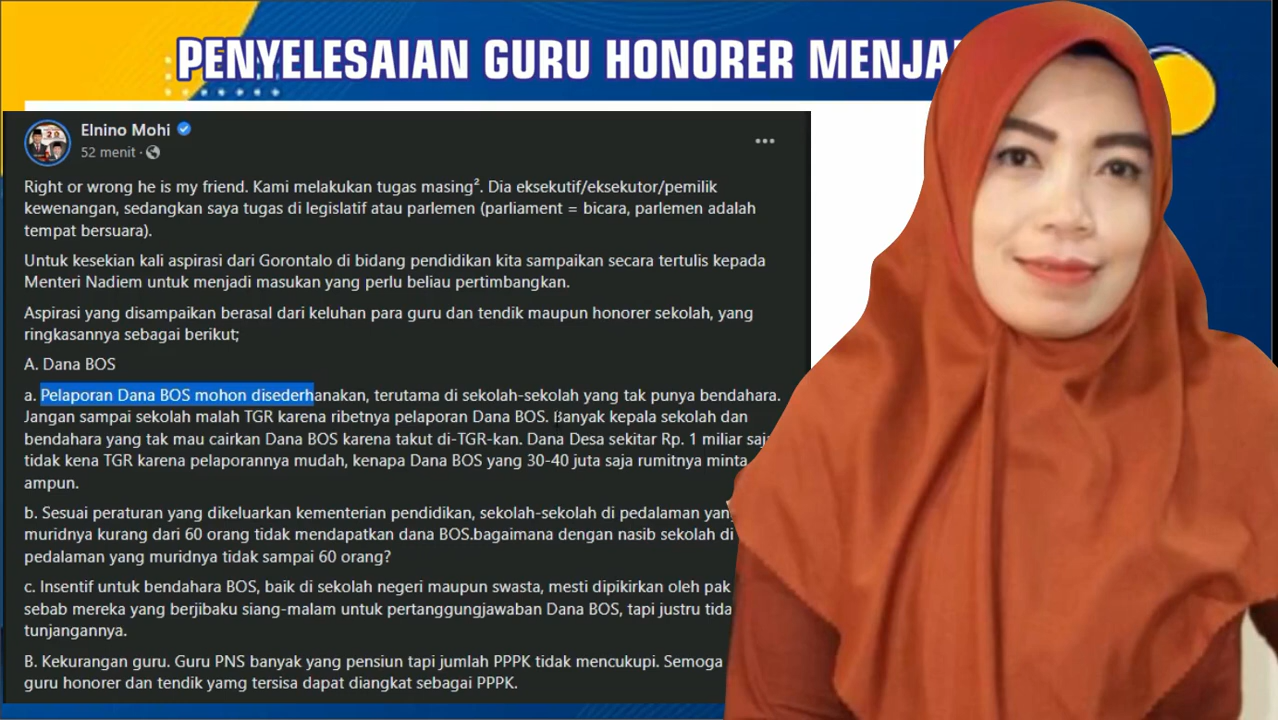 PENYELESAIAN GURU HONORER
Elnino Mohi
52 menit ·
Right or wrong he is my friend. Kami melakukan tugas masing². Dia eksekutif/eksekutor/pemilik
kewenangan, sedangkan saya tugas di legislatif atau parlemen (parliament = bicara, parlemen adalah
tempat bersuara).
Untuk kesekian kali aspirasi dari Gorontalo di bidang pendidikan kita sampaikan secara tertulis kepada
Menteri Nadiem untuk menjadi masukan yang perlu beliau pertimbangkan.
Aspirasi yang disampaikan berasal dari keluhan para guru dan tendik maupun honorer sekolah, yang
ringkasannya sebagai berikut;
A. Dana BOS
a. Pelaporan Dana BOS mohon disederhanakan, terutama di sekolah-sekolah yang tak punya bendahara.
Jangan sampai sekolah malah TGR karena ribetnya pelaporan Dana BOS. Banyak kepala sekolah dan
bendahara yang tak mau cairkan Dana BOS karena takut di-TGR-kan. Dana Desa sekitar Rp. 1 miliar saja
tidak kena TGR karena pelaporannya mudah, kenapa Dana BOS yang 30-40 juta saja rumitnya minta
ampun.
b. Sesuai peraturan yang dikeluarkan kementerian pendidikan, sekolah-sekolah di pedalaman yang
muridnya kurang dari 60 orang tidak mendapatkan dana BOS.bagaimana dengan nasib sekolah di
pedalaman yang muridnya tidak sampai 60 orang?
c. Insentif untuk bendahara BOS, baik di sekolah negeri maupun swasta, mesti dipikirkan oleh pak
sebab mereka yang berjibaku siang-malam untuk pertanggungjawaban Dana BOS, tapi justru
tunjangannya.
B. Kekurangan guru. Guru PNS banyak yang pensiun tapi jumlah PPPK tidak mencukupi. Semoga
guru honorer dan tendik yamg tersisa dapat diangkat sebagai PPPK.